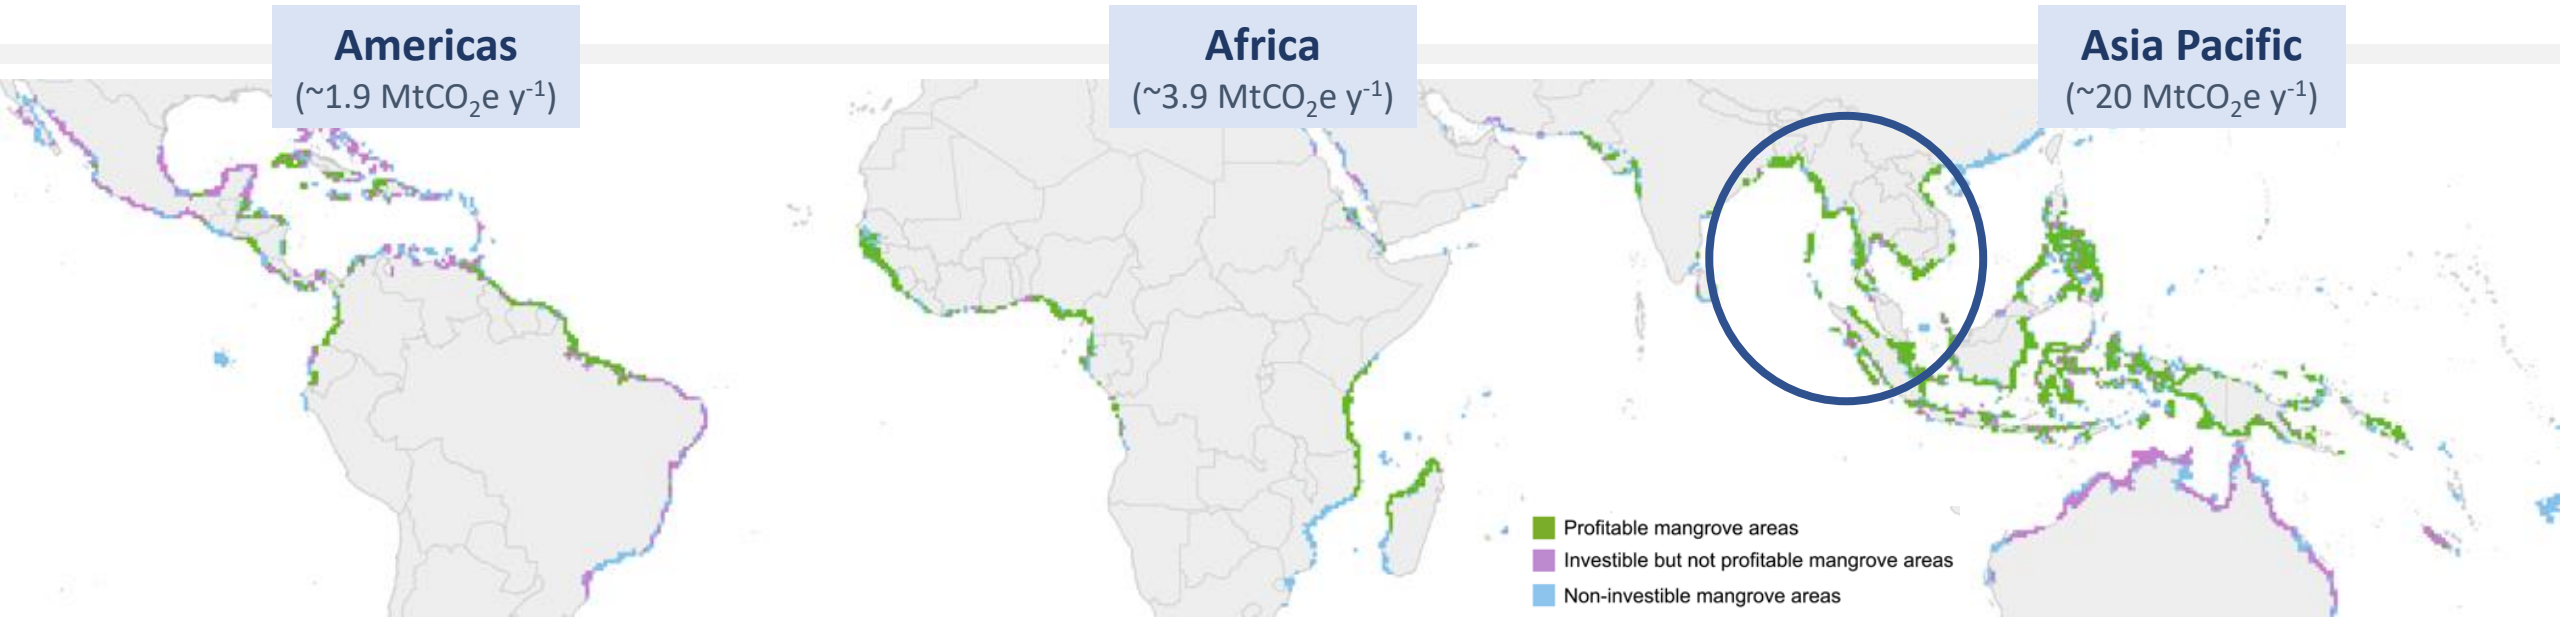 Americas
(~1.9 MtCO₂e y⁻¹)
Africa
(~3.9 MtCO₂e y⁻¹)
Asia Pacific
(~20 MtCO₂e y⁻¹)
Profitable mangrove areas
Investible but not profitable mangrove areas
Non-investible mangrove areas